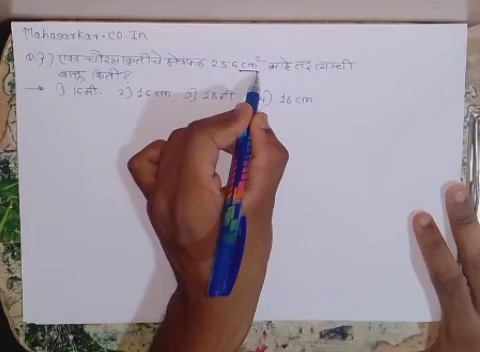 Mahasarkar.co.in
Q.7) एका चौरसाकृतीचे क्षेत्रफळ 256 cm² आहे तर त्याची
बाजू किती?
→ 1) 16मी. 2) 16 cm 3) 18मी 4) 18 cm